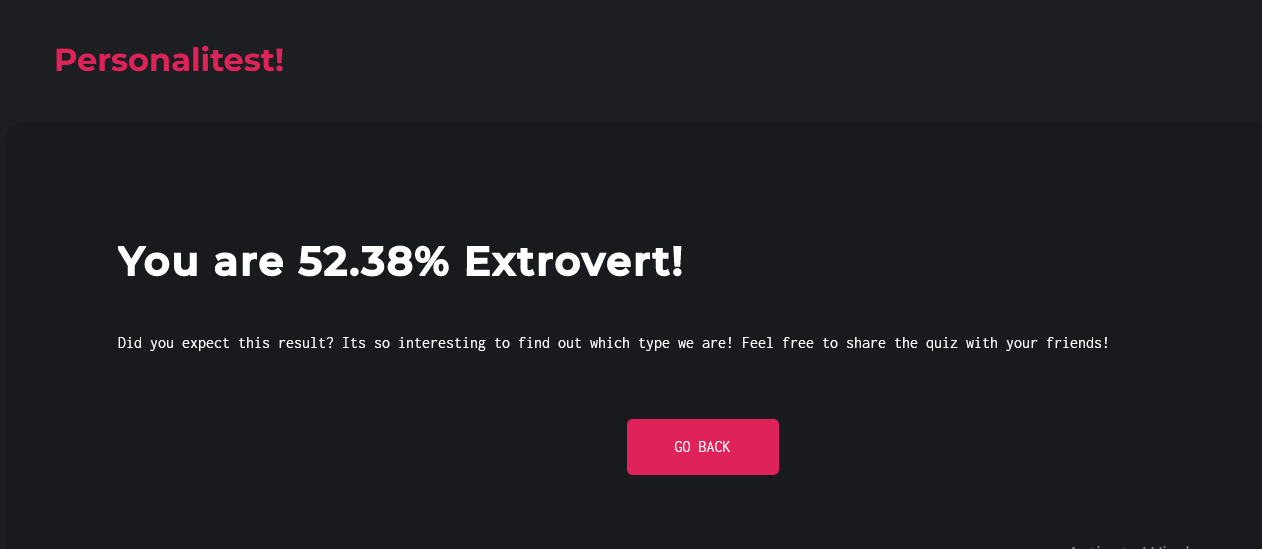 Personalitest!
You are 52.38% Extrovert!
Did you expect this result? Its so interesting to find out which type we are! Feel free to share the quiz with your friends!
GO BACK